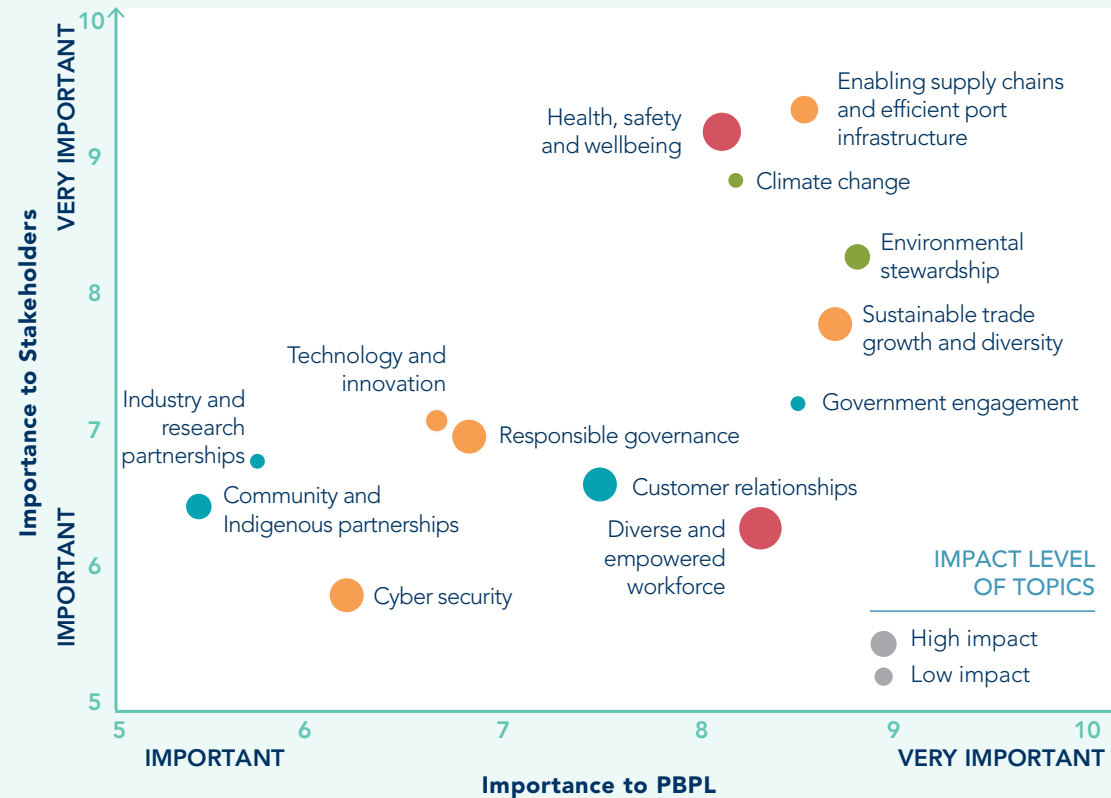 10
9
8
7
6
5
VERY IMPORTANT
IMPORTANT
Importance to Stakeholders
Enabling supply chains
and efficient port
infrastructure
Health, safety
and wellbeing
Climate change
Environmental
stewardship
Sustainable trade
growth and diversity
Technology and
innovation
Industry and
research
partnerships
Government engagement
Responsible governance
Customer relationships
Community and
Indigenous partnerships
Diverse and
empowered
workforce
Cyber security
IMPACT LEVEL
OF TOPICS
High impact
Low impact
5 6 7 8 9 10
IMPORTANT VERY IMPORTANT
Importance to PBPL